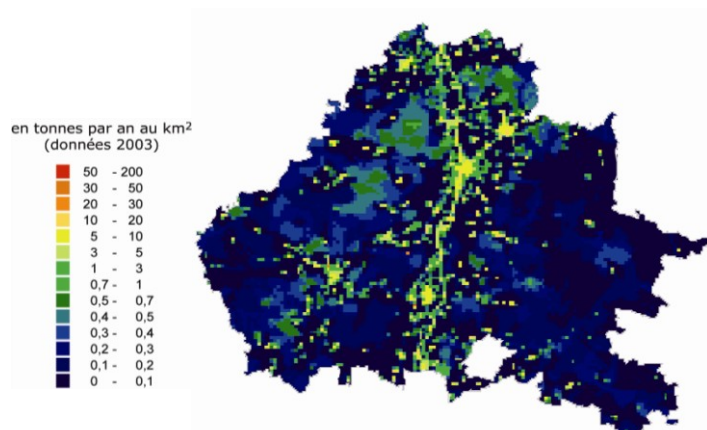 en tonnes par an au km²
(données 2003)
50 - 200
30 - 50
20 - 30
10 - 20
5 - 10
3 - 5
1 - 3
0,7 - 1
0,5 - 0,7
0,4 - 0,5
0,3 - 0,4
0,2 - 0,3
0,1 - 0,2
0 - 0,1